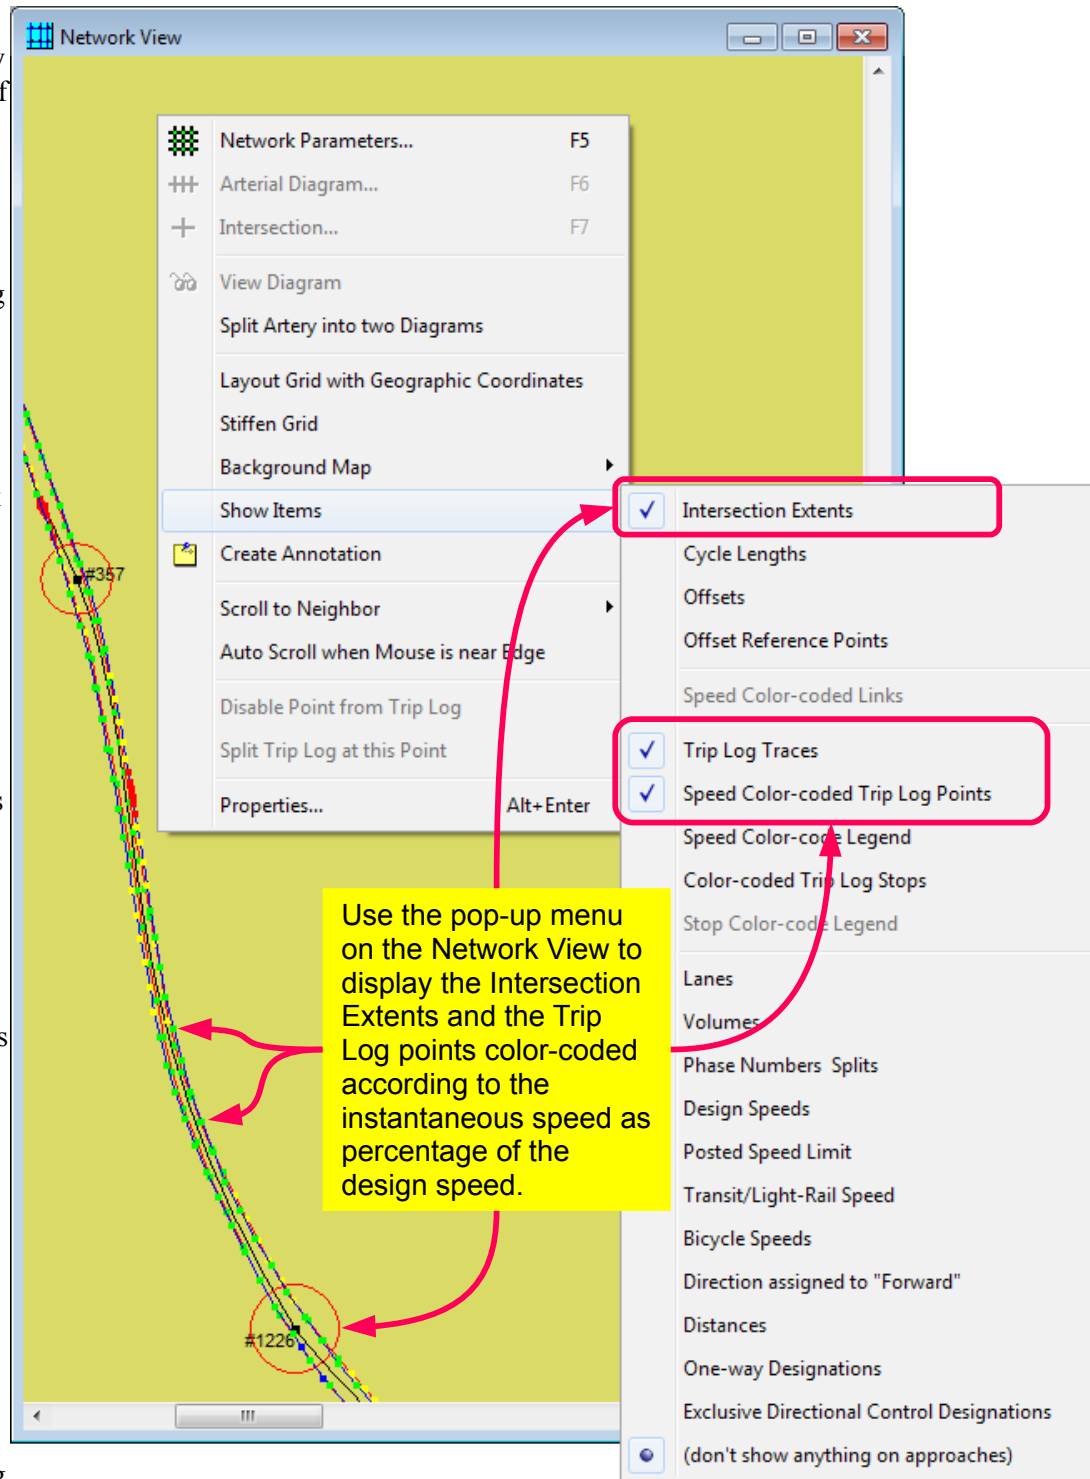 Network View
Network Parameters... F5
Arterial Diagram... F6
Intersection... F7
View Diagram
Split Artery into two Diagrams
Layout Grid with Geographic Coordinates
Stiffen Grid
Background Map
Show Items
Create Annotation
Scroll to Neighbor
Auto Scroll when Mouse is near Edge
Disable Point from Trip Log
Split Trip Log at this Point
Properties... Alt+Enter
Intersection Extents
Cycle Lengths
Offsets
Offset Reference Points
Speed Color-coded Links
Trip Log Traces
Speed Color-coded Trip Log Points
Speed Color-code Legend
Color-coded Trip Log Stops
Stop Color-code Legend
Lanes
Volumes
Phase Numbers Splits
Design Speeds
Posted Speed Limit
Transit/Light-Rail Speed
Bicycle Speeds
Direction assigned to "Forward"
Distances
One-way Designations
Exclusive Directional Control Designations
(don't show anything on approaches)
#357
#1226
Use the pop-up menu
on the Network View to
display the Intersection
Extents and the Trip
Log points color-coded
according to the
instantaneous speed as
percentage of the
design speed.